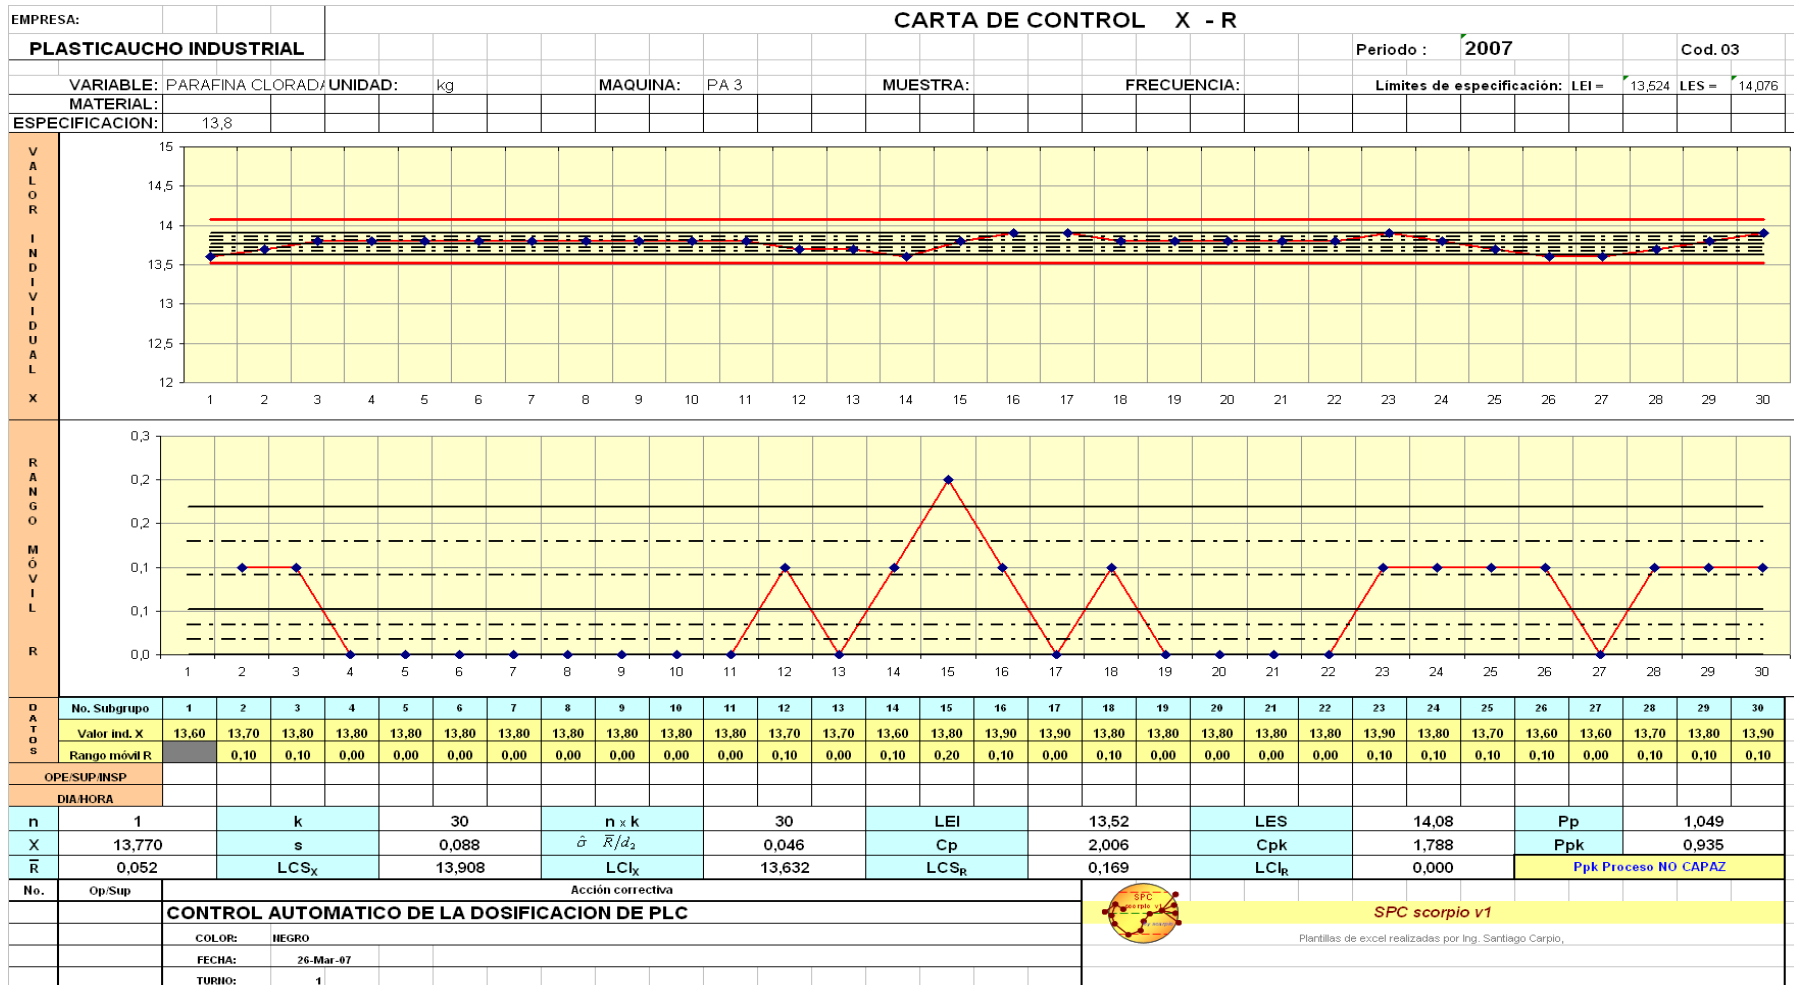 EMPRESA:
CARTA DE CONTROL X - R
PLASTICAUCHO INDUSTRIAL
Periodo : 2007 Cod. 03
VARIABLE: PARAFINA CLORADA UNIDAD: kg MAQUINA: PA 3 MUESTRA: FRECUENCIA: Límites de especificación: LEI = 13,524 LES = 14,076
MATERIAL:
ESPECIFICACION: 13,8
VALOR INDIVIDUAL X
15
14,5
14
13,5
13
12,5
12
1 2 3 4 5 6 7 8 9 10 11 12 13 14 15 16 17 18 19 20 21 22 23 24 25 26 27 28 29 30
RANGO MÓVIL R
0,3
0,2
0,2
0,1
0,1
0,0
1 2 3 4 5 6 7 8 9 10 11 12 13 14 15 16 17 18 19 20 21 22 23 24 25 26 27 28 29 30
DATOS
No. Subgrupo 1 2 3 4 5 6 7 8 9 10 11 12 13 14 15 16 17 18 19 20 21 22 23 24 25 26 27 28 29 30
Valor ind. X 13,60 13,70 13,80 13,80 13,80 13,80 13,80 13,80 13,80 13,80 13,80 13,70 13,70 13,60 13,80 13,90 13,90 13,80 13,80 13,80 13,80 13,80 13,90 13,80 13,70 13,60 13,60 13,70 13,80 13,90
Rango móvil R 0,10 0,10 0,00 0,00 0,00 0,00 0,00 0,00 0,00 0,00 0,10 0,00 0,10 0,20 0,10 0,00 0,10 0,00 0,00 0,00 0,00 0,10 0,10 0,10 0,10 0,00 0,10 0,10 0,10
OPE/SUP/INSP
DIA/HORA
n 1 k 30 n x k 30 LEI 13,52 LES 14,08 Pp 1,049
X 13,770 s 0,088 σ̂ R̅/d₂ 0,046 Cp 2,006 Cpk 1,788 Ppk 0,935
R̅ 0,052 LCSX 13,908 LCIX 13,632 LCSR 0,169 LCIR 0,000 Ppk Proceso NO CAPAZ
No. Op/Sup Acción correctiva
CONTROL AUTOMATICO DE LA DOSIFICACION DE PLC
SPC
SPC scorpio v1
COLOR: NEGRO
Plantillas de excel realizadas por Ing. Santiago Carpio,
FECHA: 26-Mar-07
TURNO: 1